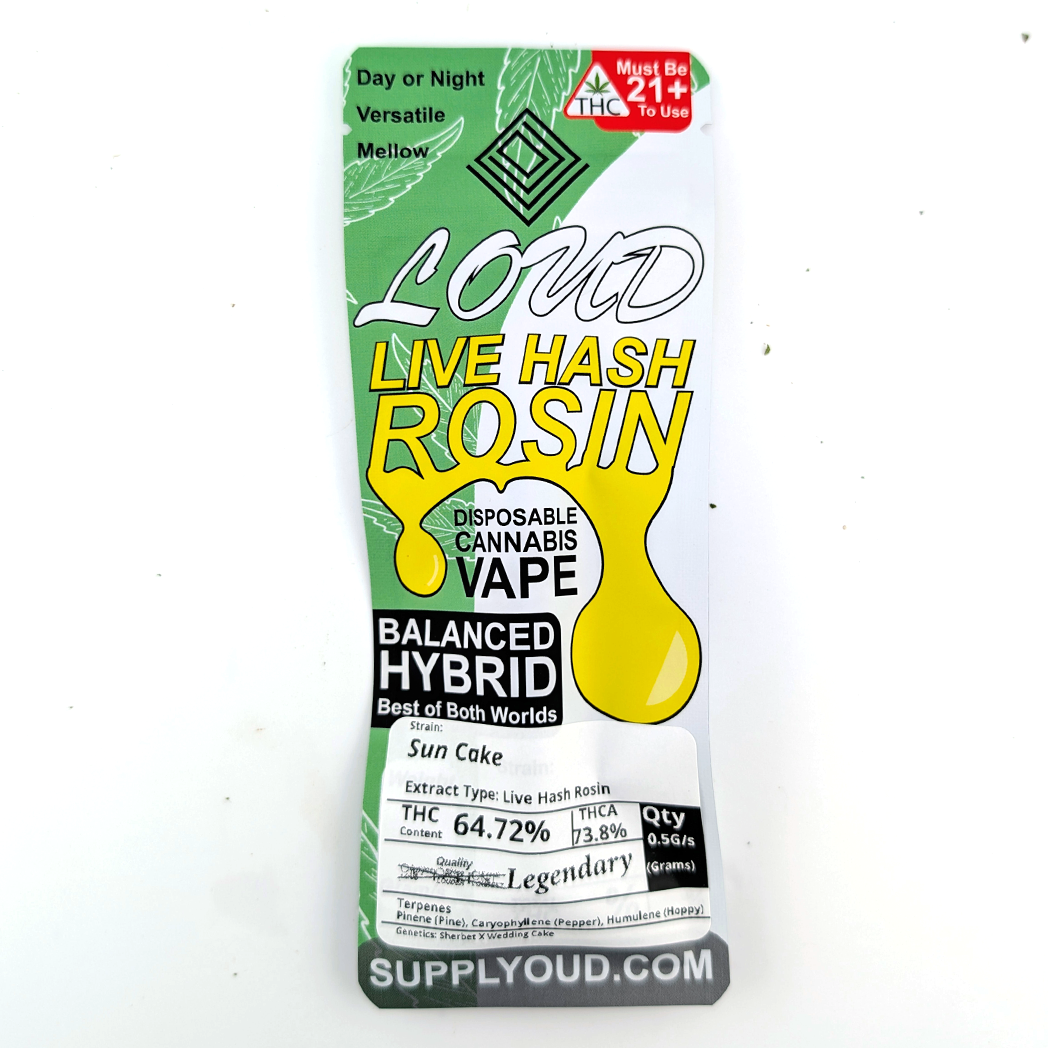 Day or Night
Versatile
Mellow
THC
Must Be
21+
To Use
LOUD
LIVE HASH
ROSIN
DISPOSABLE
CANNABIS
VAPE
BALANCED
HYBRID
Best of Both Worlds
Strain:
Sun Cake
Extract Type: Live Hash Rosin
THC
Content
64.72%
THCA
73.8%
Qty
0.5G/s
(Grams)
Quality
Legendary
Terpenes
Pinene (Pine), Caryophyllene (Pepper), Humulene (Hoppy)
Genetics: Sherbet X Wedding Cake
SUPPLYOUD.COM